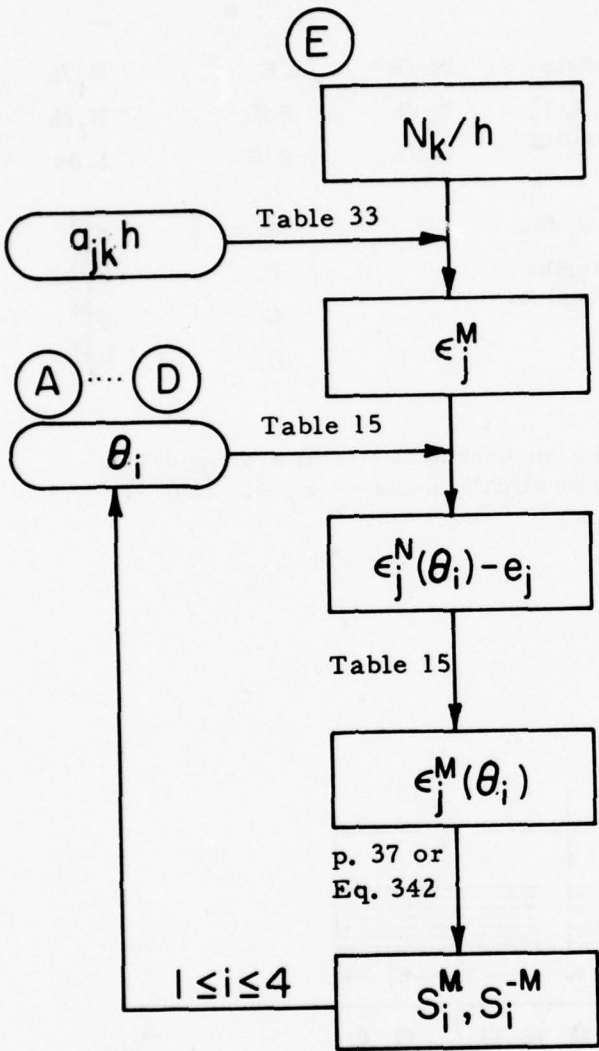 E
N_k/h
Table 33
a_jk h
ϵ_j^M
A ..... D
Table 15
θ_i
ϵ_j^N(θ_i)-e_j
Table 15
ϵ_j^M(θ_i)
p. 37 or
Eq. 342
1 ≤ i ≤ 4
S_i^M, S_i^-M